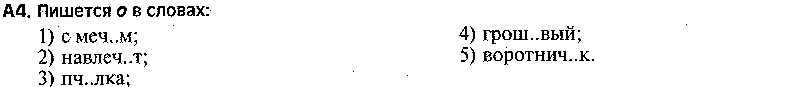 А4. Пишется о в словах:
1) с меч..м;
2) навлеч..т;
3) пч..лка;
4) грош..вый;
5) воротнич..к.